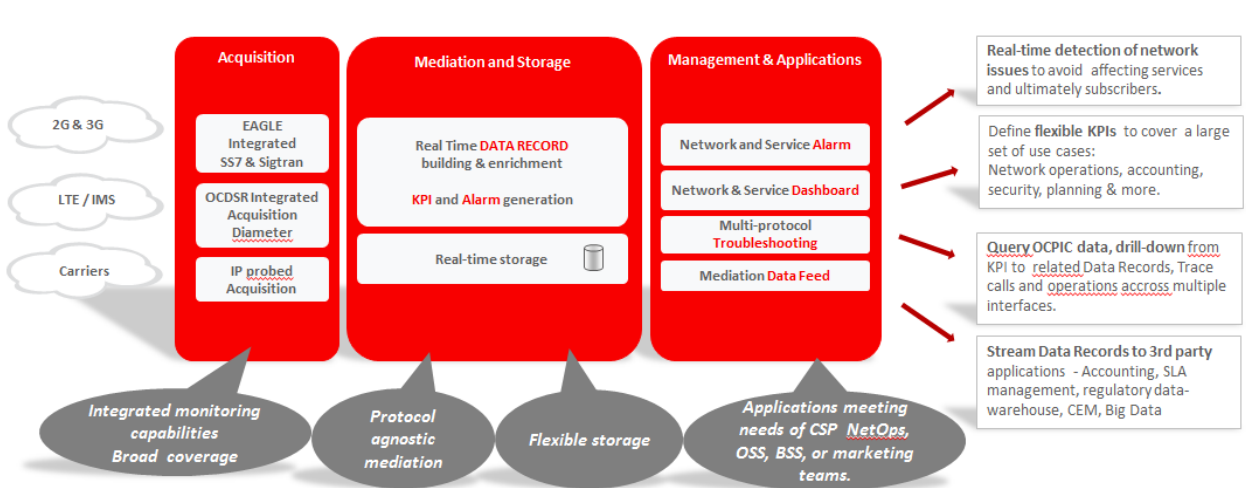 Acquisition
Mediation and Storage
Management & Applications
2G & 3G
LTE / IMS
Carriers
EAGLE
Integrated
SS7 & Sigtran
OCDSR Integrated
Acquisition
Diameter
IP probed
Acquisition
Real Time DATA RECORD
building & enrichment
KPI and Alarm generation
Real-time storage
Network and Service Alarm
Network & Service Dashboard
Multi-protocol
Troubleshooting
Mediation Data Feed
Real-time detection of network
issues to avoid affecting services
and ultimately subscribers.
Define flexible KPIs to cover a large
set of use cases:
Network operations, accounting,
security, planning & more.
Query OCPIC data, drill-down from
KPI to related Data Records, Trace
calls and operations accross multiple
interfaces.
Stream Data Records to 3rd party
applications - Accounting, SLA
management, regulatory data-
warehouse, CEM, Big Data
Integrated monitoring
capabilities
Broad coverage
Protocol
agnostic
mediation
Flexible storage
Applications meeting
needs of CSP NetOps,
OSS, BSS, or marketing
teams.